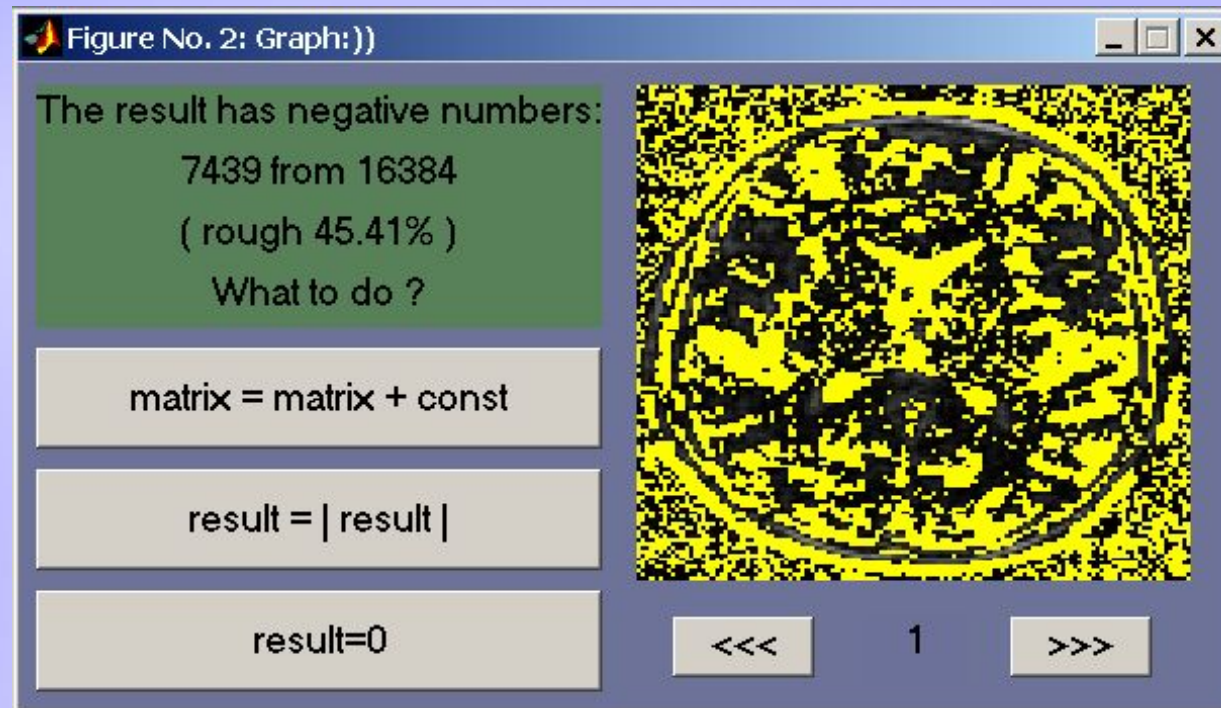 Figure No. 2: Graph:))
The result has negative numbers:
7439 from 16384
( rough 45.41% )
What to do ?
matrix = matrix + const
result = | result |
result=0
<<< 1 >>>